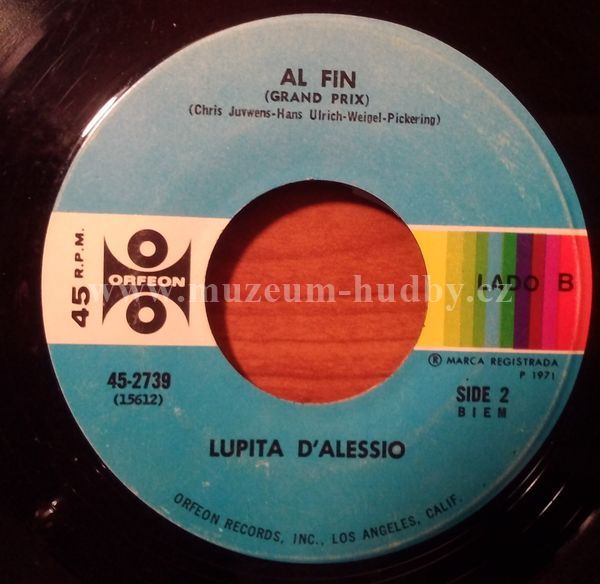 AL FIN
(GRAND PRIX)
(Chris Juvwens-Hans Ulrich-Weigel-Pickering)
45 R.P.M.
ORFEON
LADO B
www.muzeum-hudby.cz
® MARCA REGISTRADA
P 1971
45-2739
(15612)
SIDE 2
BIEM
LUPITA D'ALESSIO
ORFEON RECORDS, INC., LOS ANGELES, CALIF.